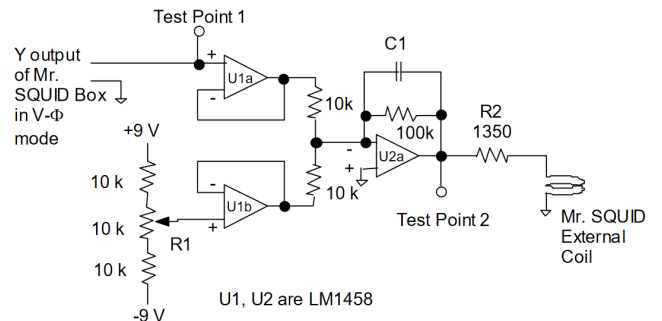 Test Point 1
Y output
of Mr.
SQUID Box
in V-Φ
mode
+
U1a
-
10k
C1
100k
R2
1350
-
+
U2a
+9 V
10 k
10 k
10 k
R1
-9 V
-
U1b
+
10 k
Test Point 2
Mr. SQUID
External
Coil
U1, U2 are LM1458